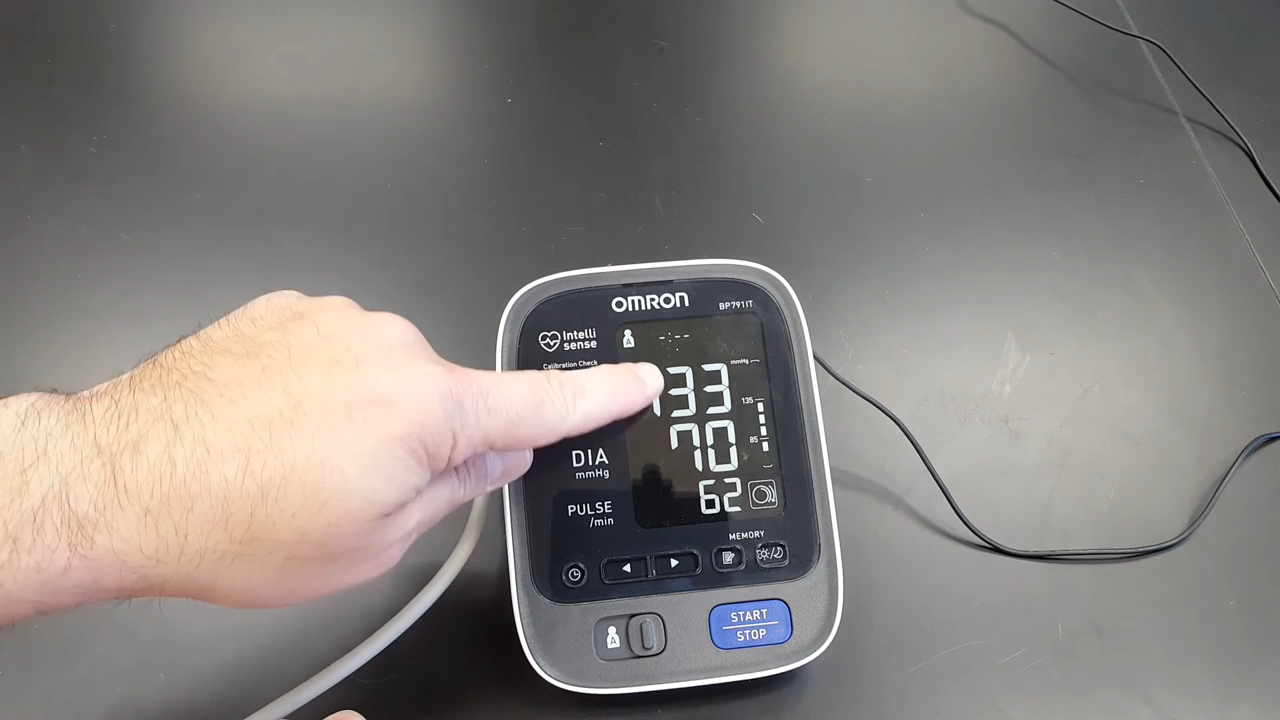 OMRON
BP791IT
Intelli
sense
Calibration Check
A -:--
mmHg
133
135
70
85
DIA
mmHg
62
PULSE
/min
MEMORY
A
START
STOP